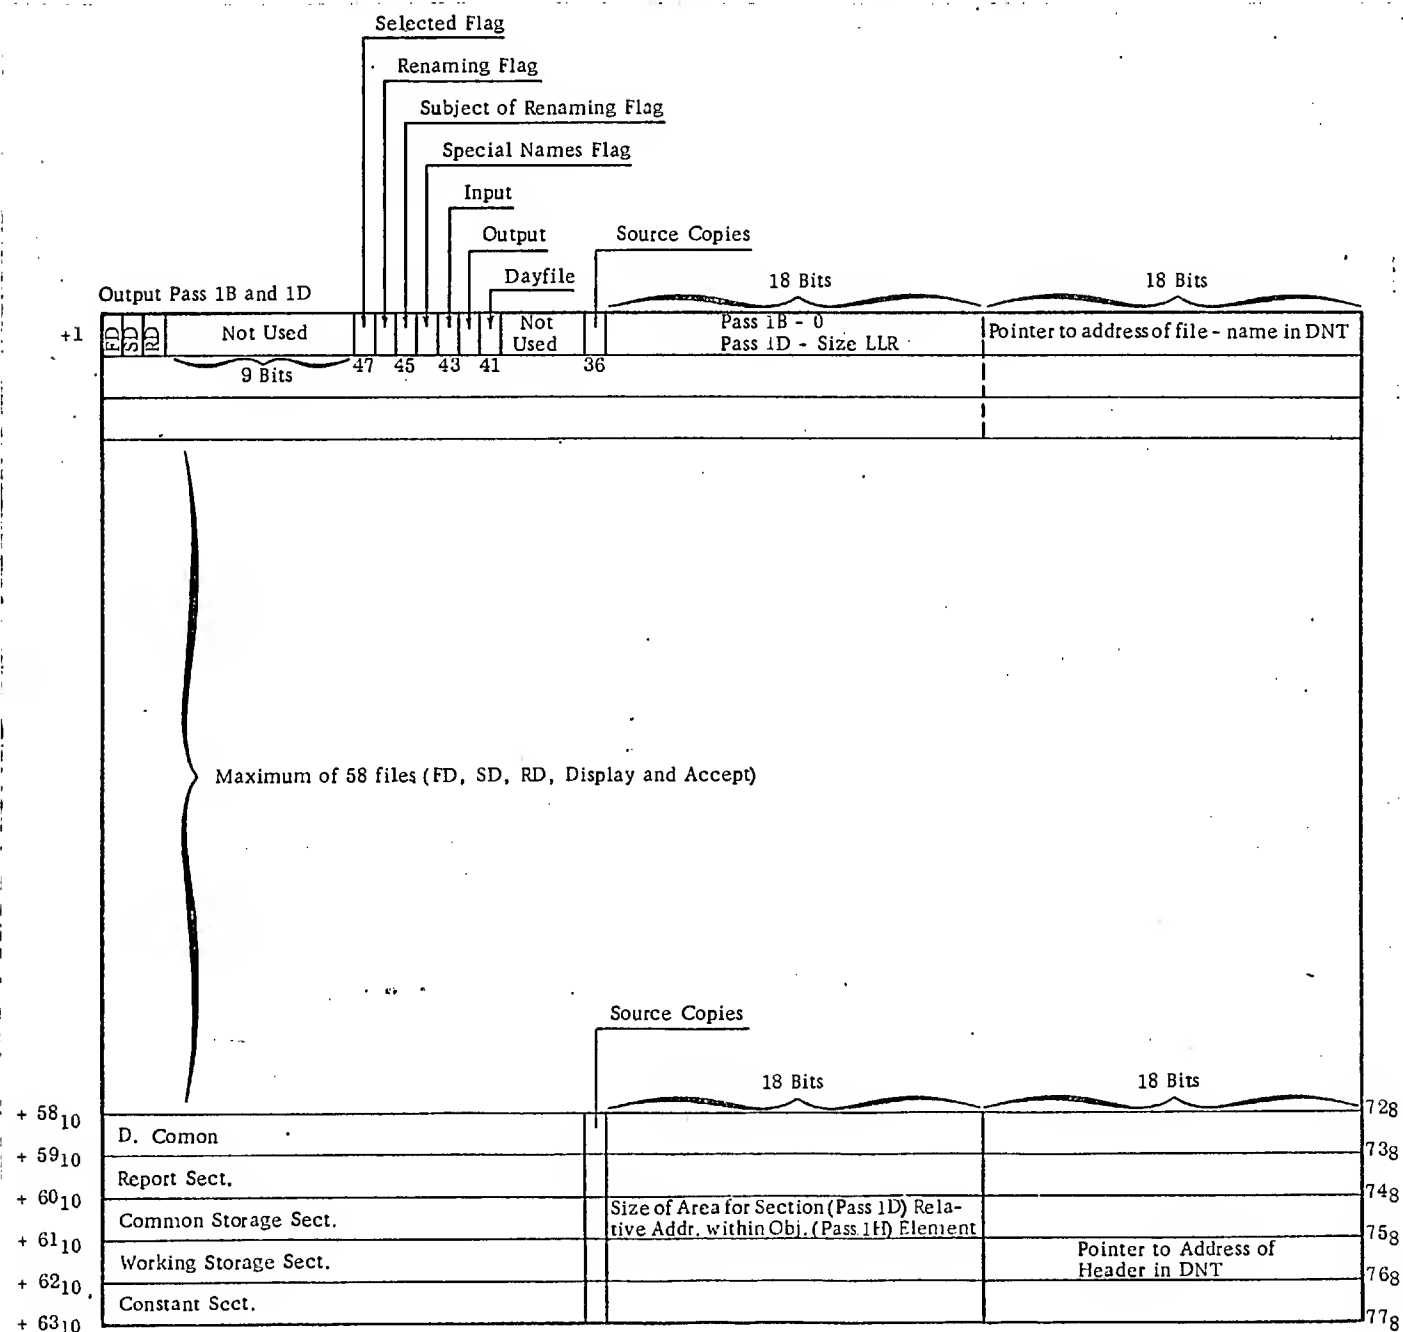 Selected Flag
Renaming Flag
Subject of Renaming Flag
Special Names Flag
Input
Output
Source Copies
Dayfile
18 Bits
18 Bits
Output Pass 1B and 1D
+1
FD
SD
RD
Not Used
Not
Used
Pass 1B - 0
Pass 1D - Size LLR
Pointer to address of file - name in DNT
9 Bits
47 45 43 41 36
Maximum of 58 files (FD, SD, RD, Display and Accept)
Source Copies
18 Bits
18 Bits
+ 58₁₀
72₈
D. Comon
+ 59₁₀
73₈
Report Sect.
+ 60₁₀
74₈
Common Storage Sect.
Size of Area for Section (Pass 1D) Rela-
tive Addr. within Obj. (Pass 1H) Element
+ 61₁₀
75₈
Working Storage Sect.
Pointer to Address of
Header in DNT
+ 62₁₀
76₈
Constant Sect.
+ 63₁₀
77₈